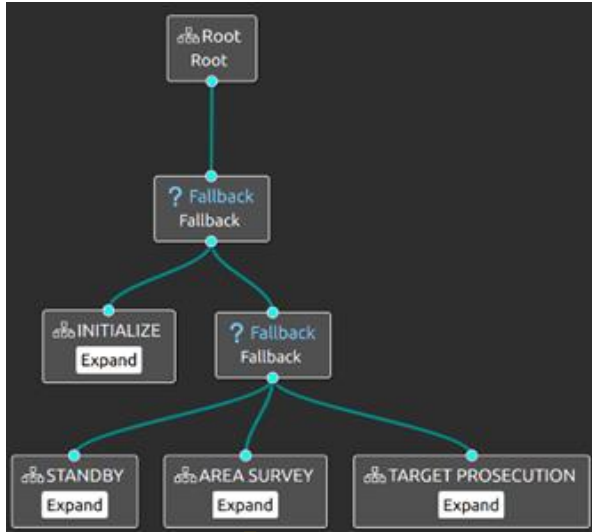 Root
Root
? Fallback
Fallback
INITIALIZE
Expand
? Fallback
Fallback
STANDBY
Expand
AREA SURVEY
Expand
TARGET PROSECUTION
Expand